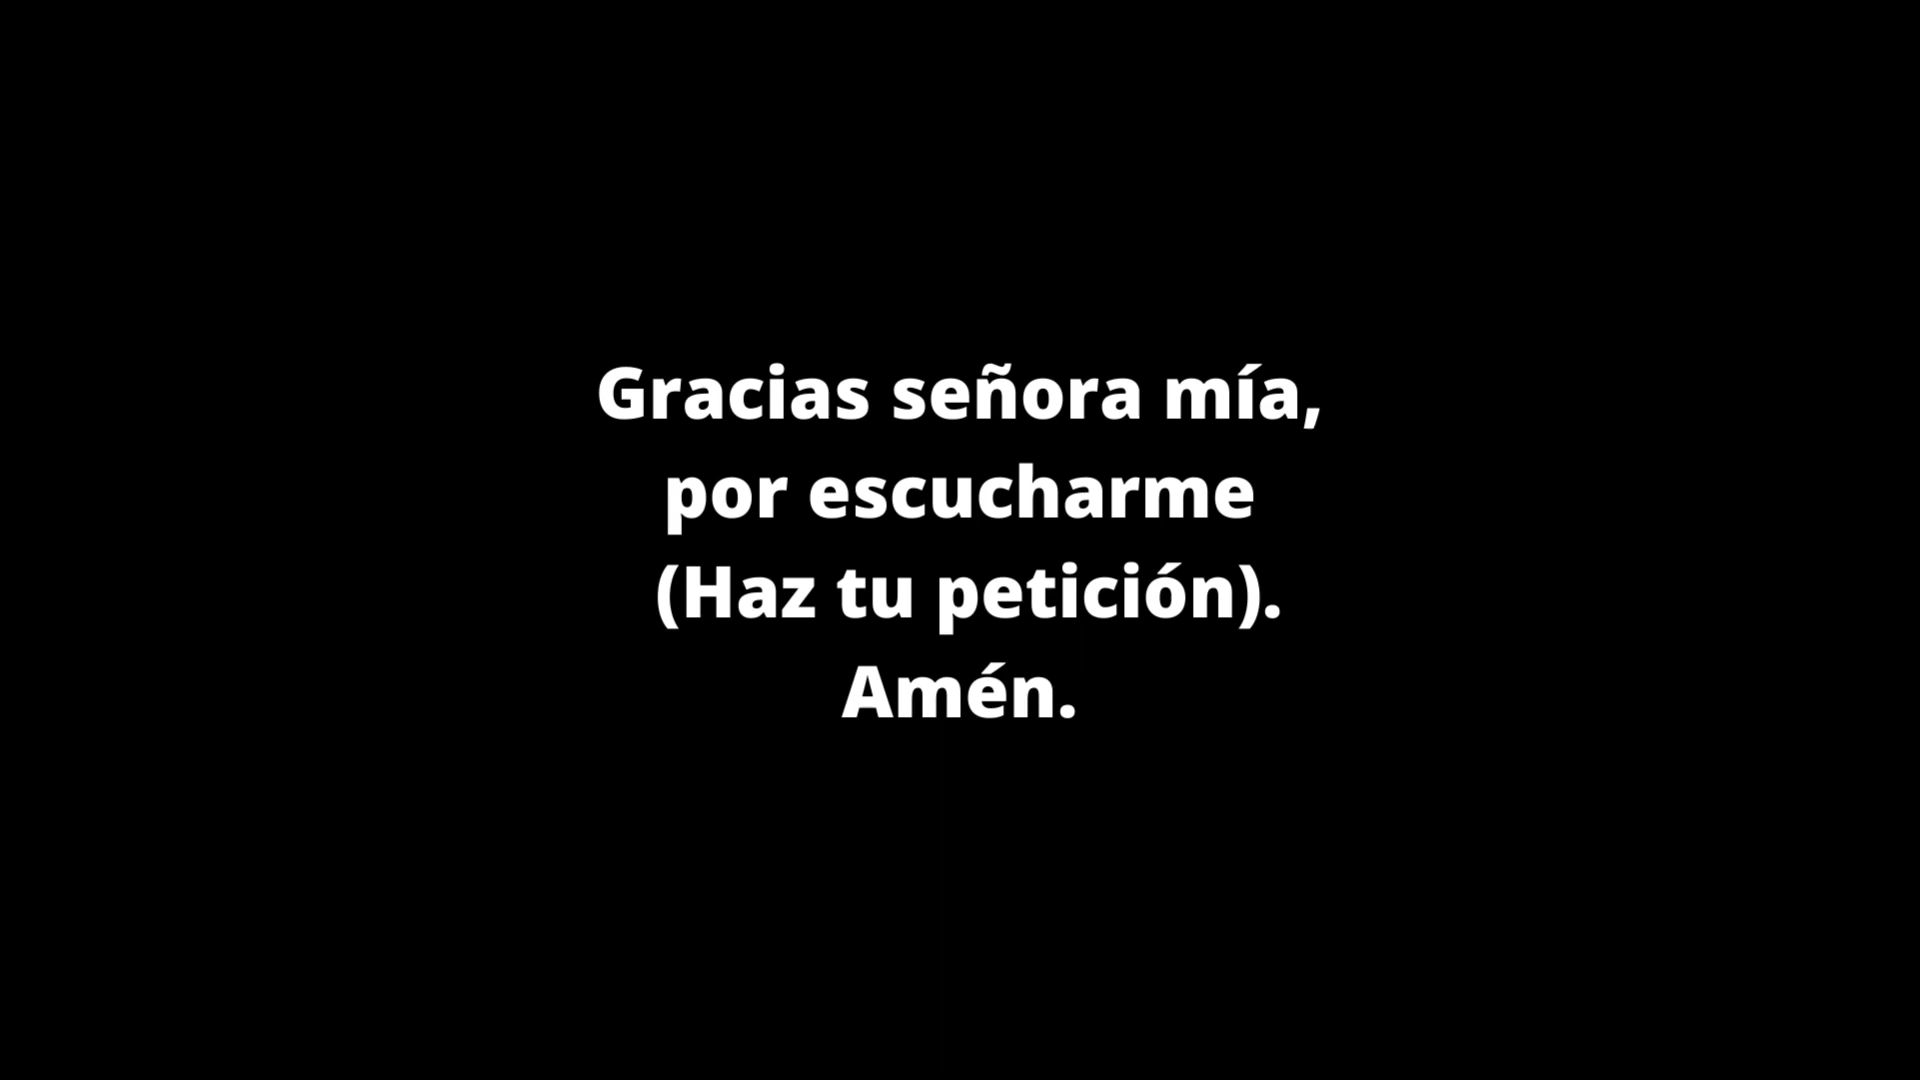 Gracias señora mía,
por escucharme
(Haz tu petición).
Amén.